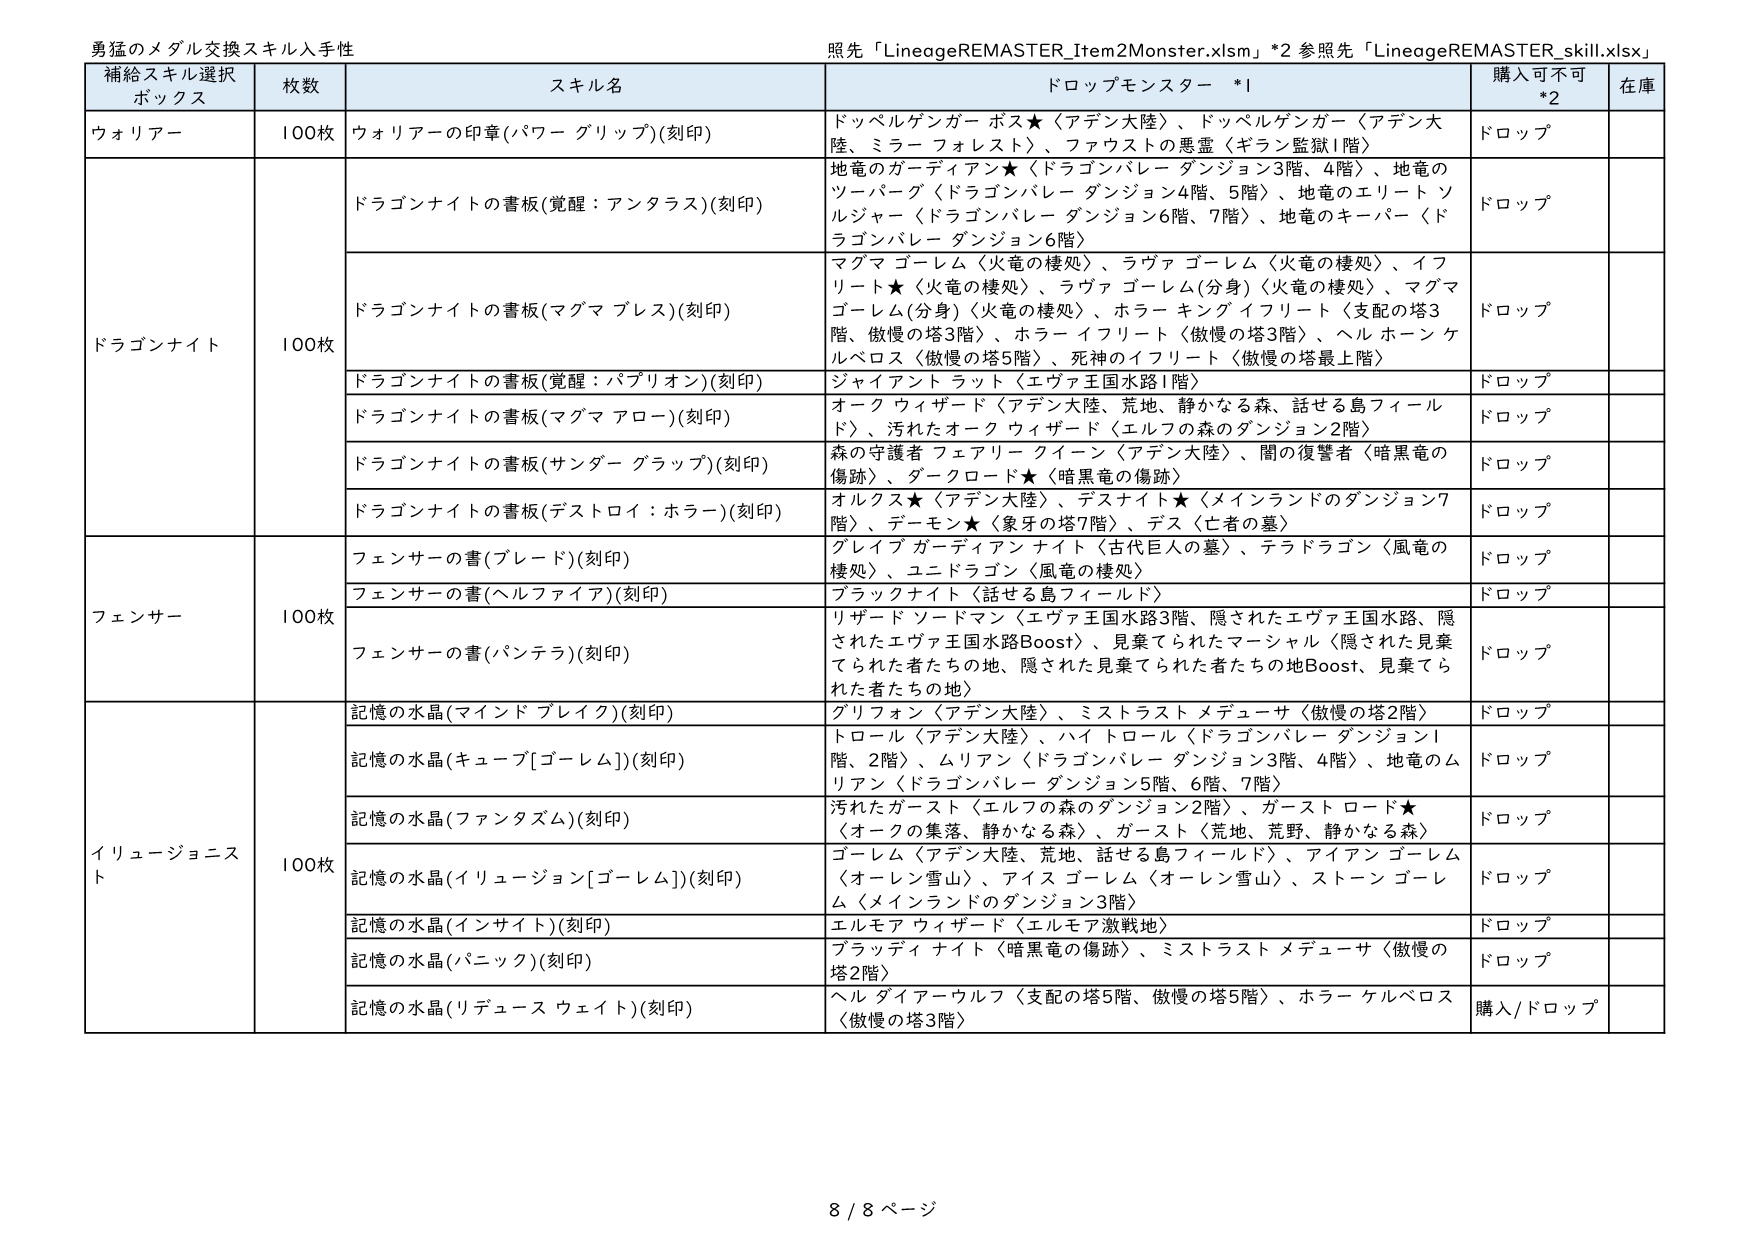 勇猛のメダル交換スキル入手性
照先「LineageREMASTER_Item2Monster.xlsm」*2 参照先「LineageREMASTER_skill.xlsx」
補給スキル選択
ボックス
枚数
スキル名
ドロップモンスター　*1
購入可不可
*2
在庫
ウォリアー
100枚
ウォリアーの印章(パワー グリップ)(刻印)
ドッペルゲンガー ボス★〈アデン大陸〉、ドッペルゲンガー〈アデン大
陸、ミラー フォレスト〉、ファウストの悪霊〈ギラン監獄1階〉
ドロップ
ドラゴンナイト
100枚
ドラゴンナイトの書板(覚醒：アンタラス)(刻印)
地竜のガーディアン★〈ドラゴンバレー ダンジョン3階、4階〉、地竜の
ツーパーグ〈ドラゴンバレー ダンジョン4階、5階〉、地竜のエリート ソ
ルジャー〈ドラゴンバレー ダンジョン6階、7階〉、地竜のキーパー〈ド
ラゴンバレー ダンジョン6階〉
ドロップ
ドラゴンナイトの書板(マグマ ブレス)(刻印)
マグマ ゴーレム〈火竜の棲処〉、ラヴァ ゴーレム〈火竜の棲処〉、イフ
リート★〈火竜の棲処〉、ラヴァ ゴーレム(分身)〈火竜の棲処〉、マグマ
ゴーレム(分身)〈火竜の棲処〉、ホラー キング イフリート〈支配の塔3
階、傲慢の塔3階〉、ホラー イフリート〈傲慢の塔3階〉、ヘル ホーン ケ
ルベロス〈傲慢の塔5階〉、死神のイフリート〈傲慢の塔最上階〉
ドロップ
ドラゴンナイトの書板(覚醒：パプリオン)(刻印)
ジャイアント ラット〈エヴァ王国水路1階〉
ドロップ
ドラゴンナイトの書板(マグマ アロー)(刻印)
オーク ウィザード〈アデン大陸、荒地、静かなる森、話せる島フィール
ド〉、汚れたオーク ウィザード〈エルフの森のダンジョン2階〉
ドロップ
ドラゴンナイトの書板(サンダー グラップ)(刻印)
森の守護者 フェアリー クイーン〈アデン大陸〉、闇の復讐者〈暗黒竜の
傷跡〉、ダークロード★〈暗黒竜の傷跡〉
ドロップ
ドラゴンナイトの書板(デストロイ：ホラー)(刻印)
オルクス★〈アデン大陸〉、デスナイト★〈メインランドのダンジョン7
階〉、デーモン★〈象牙の塔7階〉、デス〈亡者の墓〉
ドロップ
フェンサー
100枚
フェンサーの書(ブレード)(刻印)
グレイブ ガーディアン ナイト〈古代巨人の墓〉、テラドラゴン〈風竜の
棲処〉、ユニドラゴン〈風竜の棲処〉
ドロップ
フェンサーの書(ヘルファイア)(刻印)
ブラックナイト〈話せる島フィールド〉
ドロップ
フェンサーの書(パンテラ)(刻印)
リザード ソードマン〈エヴァ王国水路3階、隠されたエヴァ王国水路、隠
されたエヴァ王国水路Boost〉、見棄てられたマーシャル〈隠された見棄
てられた者たちの地、隠された見棄てられた者たちの地Boost、見棄てら
れた者たちの地〉
ドロップ
イリュージョニス
ト
100枚
記憶の水晶(マインド ブレイク)(刻印)
グリフォン〈アデン大陸〉、ミストラスト メデューサ〈傲慢の塔2階〉
ドロップ
記憶の水晶(キューブ[ゴーレム])(刻印)
トロール〈アデン大陸〉、ハイ トロール〈ドラゴンバレー ダンジョン1
階、2階〉、ムリアン〈ドラゴンバレー ダンジョン3階、4階〉、地竜のム
リアン〈ドラゴンバレー ダンジョン5階、6階、7階〉
ドロップ
記憶の水晶(ファンタズム)(刻印)
汚れたガースト〈エルフの森のダンジョン2階〉、ガースト ロード★
〈オークの集落、静かなる森〉、ガースト〈荒地、荒野、静かなる森〉
ドロップ
記憶の水晶(イリュージョン[ゴーレム])(刻印)
ゴーレム〈アデン大陸、荒地、話せる島フィールド〉、アイアン ゴーレム
〈オーレン雪山〉、アイス ゴーレム〈オーレン雪山〉、ストーン ゴーレ
ム〈メインランドのダンジョン3階〉
ドロップ
記憶の水晶(インサイト)(刻印)
エルモア ウィザード〈エルモア激戦地〉
ドロップ
記憶の水晶(パニック)(刻印)
ブラッディ ナイト〈暗黒竜の傷跡〉、ミストラスト メデューサ〈傲慢の
塔2階〉
ドロップ
記憶の水晶(リデュース ウェイト)(刻印)
ヘル ダイアーウルフ〈支配の塔5階、傲慢の塔5階〉、ホラー ケルベロス
〈傲慢の塔3階〉
購入/ドロップ
8 / 8 ページ